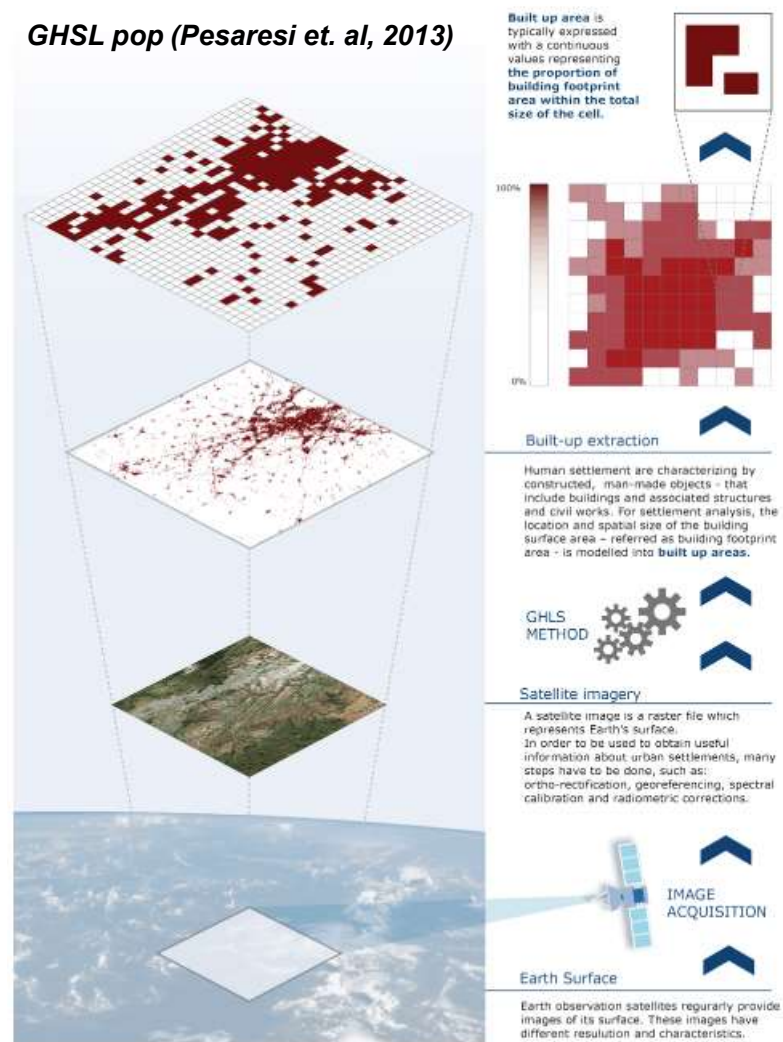 GHSL pop (Pesaresi et. al, 2013)
Built up area is
typically expressed
with a continuous
values representing
the proportion of
building footprint
area within the total
size of the cell.
100%
0%
Built-up extraction
Human settlement are characterizing by
constructed, man-made objects - that
include buildings and associated structures
and civil works. For settlement analysis, the
location and spatial size of the building
surface area – referred as building footprint
area - is modelled into built up areas.
GHLS
METHOD
Satellite imagery
A satellite image is a raster file which
represents Earth's surface.
In order to be used to obtain useful
information about urban settlements, many
steps have to be done, such as:
ortho-rectification, georeferencing, spectral
calibration and radiometric corrections.
IMAGE
ACQUISITION
Earth Surface
Earth observation satellites regurarly provide
images of its surface. These images have
different resulution and characteristics.